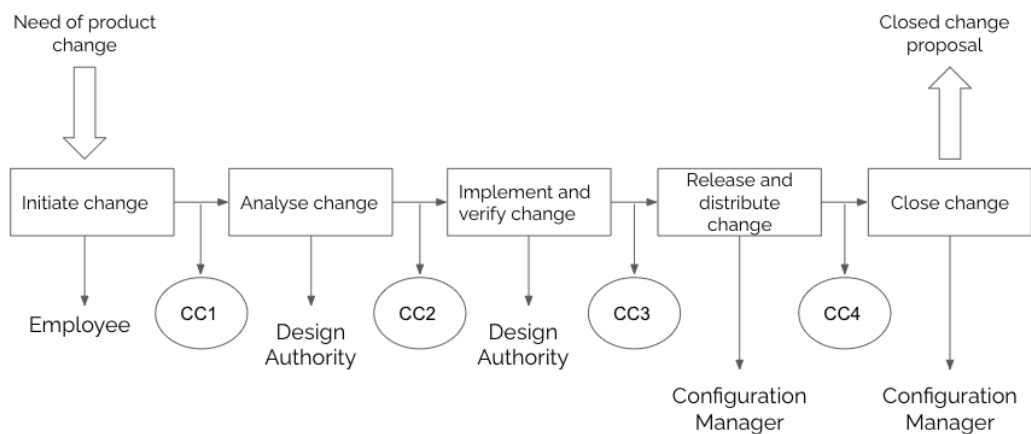 Need of product
change
Closed change
proposal
Initiate change
Analyse change
Implement and
verify change
Release and
distribute
change
Close change
Employee
CC1
Design
Authority
CC2
Design
Authority
CC3
Configuration
Manager
CC4
Configuration
Manager